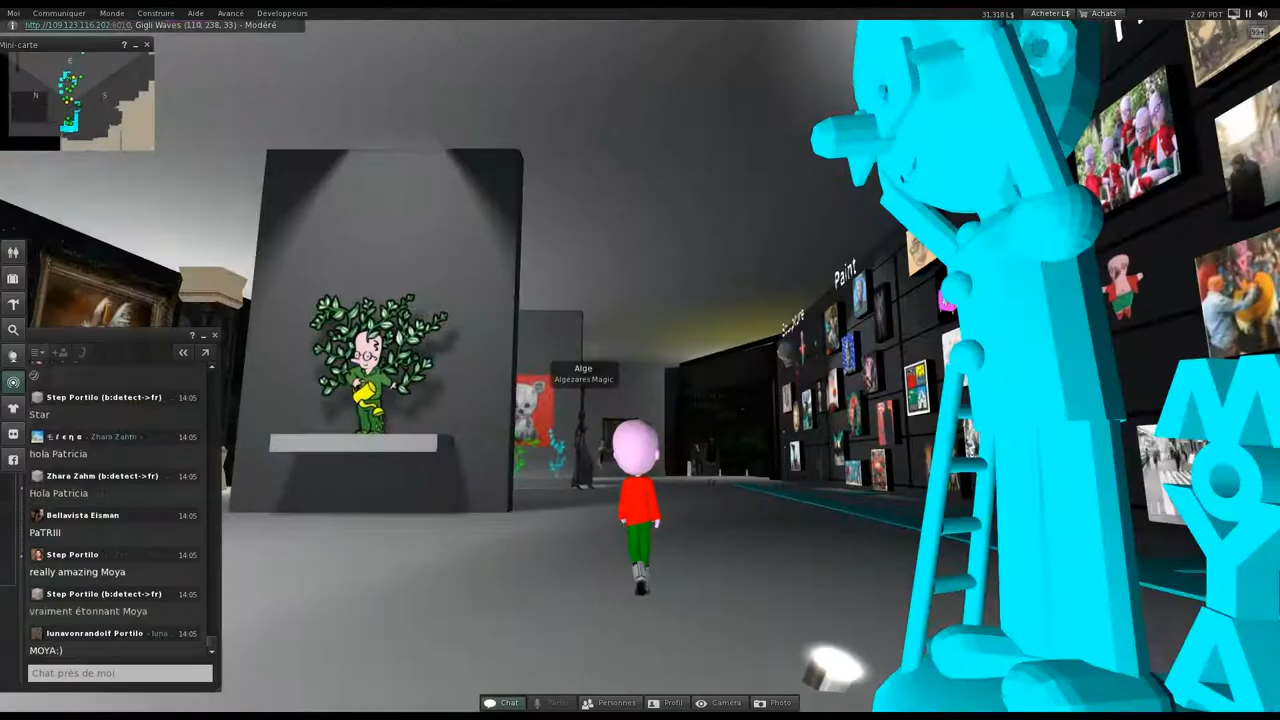 Moi Communiquer Monde Construire Aide Avancé Développeurs 31,318 L$ Acheter L$ Achats 2:07 PDT
http://109.123.116.202:8010, Gigli Waves (110, 238, 33) - Modéré
99+
Mini-carte ?
E
N S
Paint
Alge
Algezares Magic
?
Step Portilo (b:detect->fr) 14:05
Star
Zhara Zahm 14:05
hola Patricia
Zhara Zahm (b:detect->fr) 14:05
Hola Patricia
Bellavista Eisman 14:05
PaTRIII
Step Portilo 14:05
really amazing Moya
Step Portilo (b:detect->fr) 14:05
vraiment étonnant Moya
lunavonrandolf Portilo - luna 14:05
MOYA:)
Chat près de moi
MOYA
Chat Parler Personnes Profil Caméra Photo